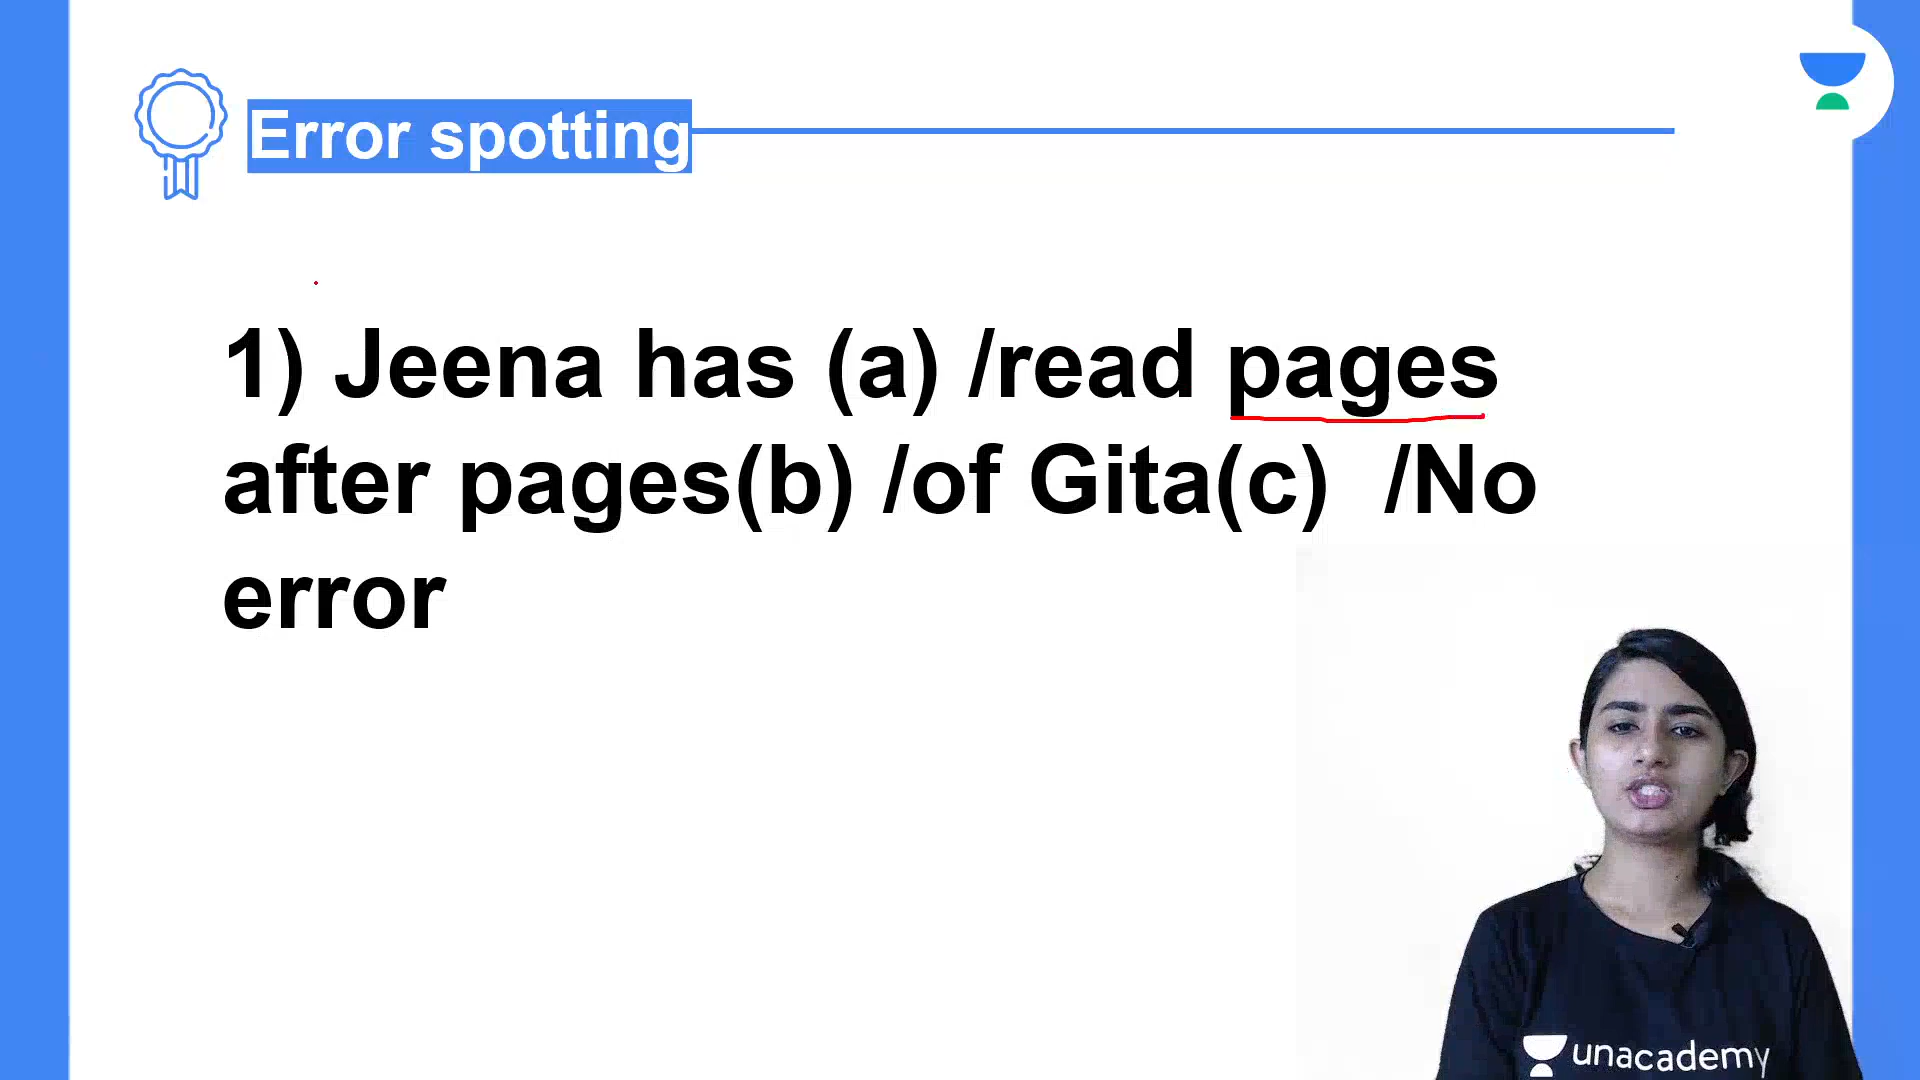 Error spotting
1) Jeena has (a) /read pages
after pages(b) /of Gita(c)  /No
error
unacademy